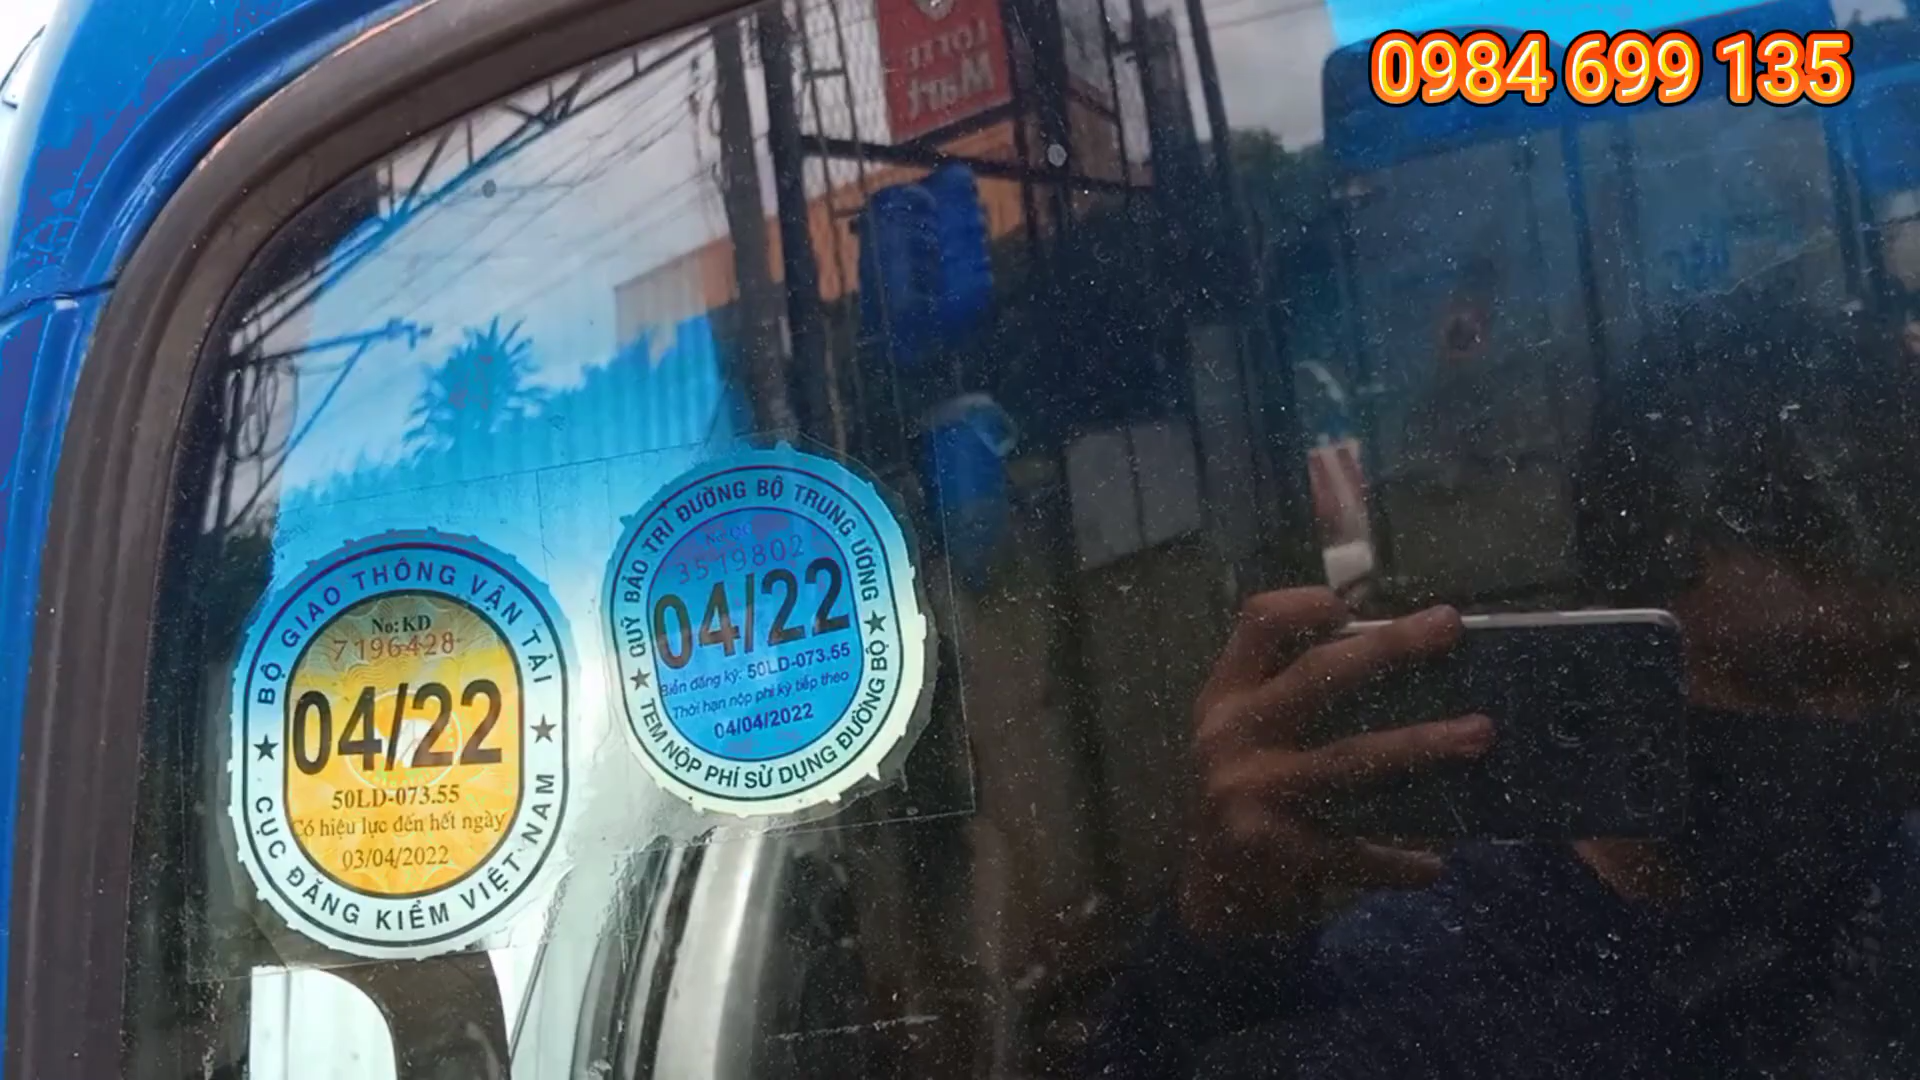 0984 699 135
LOTTE
Mart
BỘ GIAO THÔNG VẬN TẢI
No: KD
7196428
04/22
50LD-073.55
Có hiệu lực đến hết ngày
03/04/2022
★ CỤC ĐĂNG KIỂM VIỆT NAM ★
QUỸ BẢO TRÌ ĐƯỜNG BỘ TRUNG ƯƠNG
3519802
04/22
Biển đăng ký: 50LD-073.55
Thời hạn nộp phí kỳ tiếp theo
04/04/2022
★ TEM NỘP PHÍ SỬ DỤNG ĐƯỜNG BỘ ★